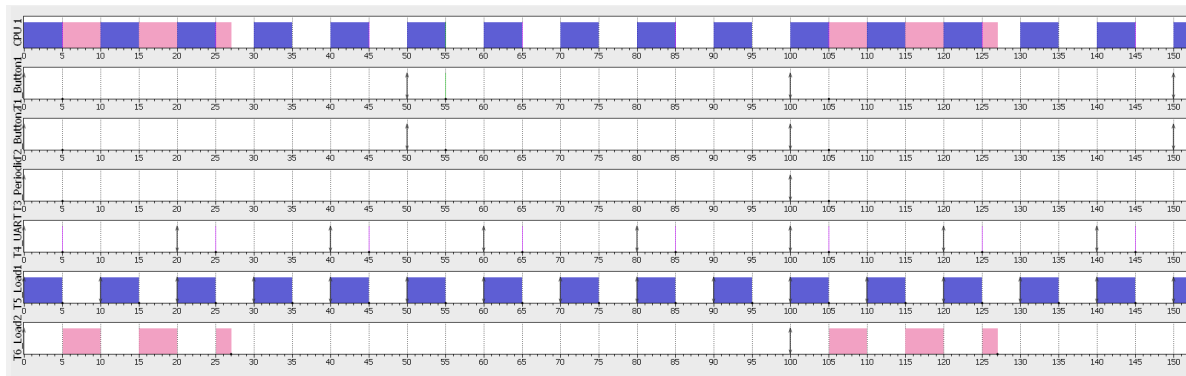 CPU 1
0 5 10 15 20 25 30 35 40 45 50 55 60 65 70 75 80 85 90 95 100 105 110 115 120 125 130 135 140 145 150
T1_Button1
0 5 10 15 20 25 30 35 40 45 50 55 60 65 70 75 80 85 90 95 100 105 110 115 120 125 130 135 140 145 150
T2_Button2
0 5 10 15 20 25 30 35 40 45 50 55 60 65 70 75 80 85 90 95 100 105 110 115 120 125 130 135 140 145 150
T3_Periodic
0 5 10 15 20 25 30 35 40 45 50 55 60 65 70 75 80 85 90 95 100 105 110 115 120 125 130 135 140 145 150
T4_UART
0 5 10 15 20 25 30 35 40 45 50 55 60 65 70 75 80 85 90 95 100 105 110 115 120 125 130 135 140 145 150
T5_Load1
0 5 10 15 20 25 30 35 40 45 50 55 60 65 70 75 80 85 90 95 100 105 110 115 120 125 130 135 140 145 150
T6_Load2
0 5 10 15 20 25 30 35 40 45 50 55 60 65 70 75 80 85 90 95 100 105 110 115 120 125 130 135 140 145 150